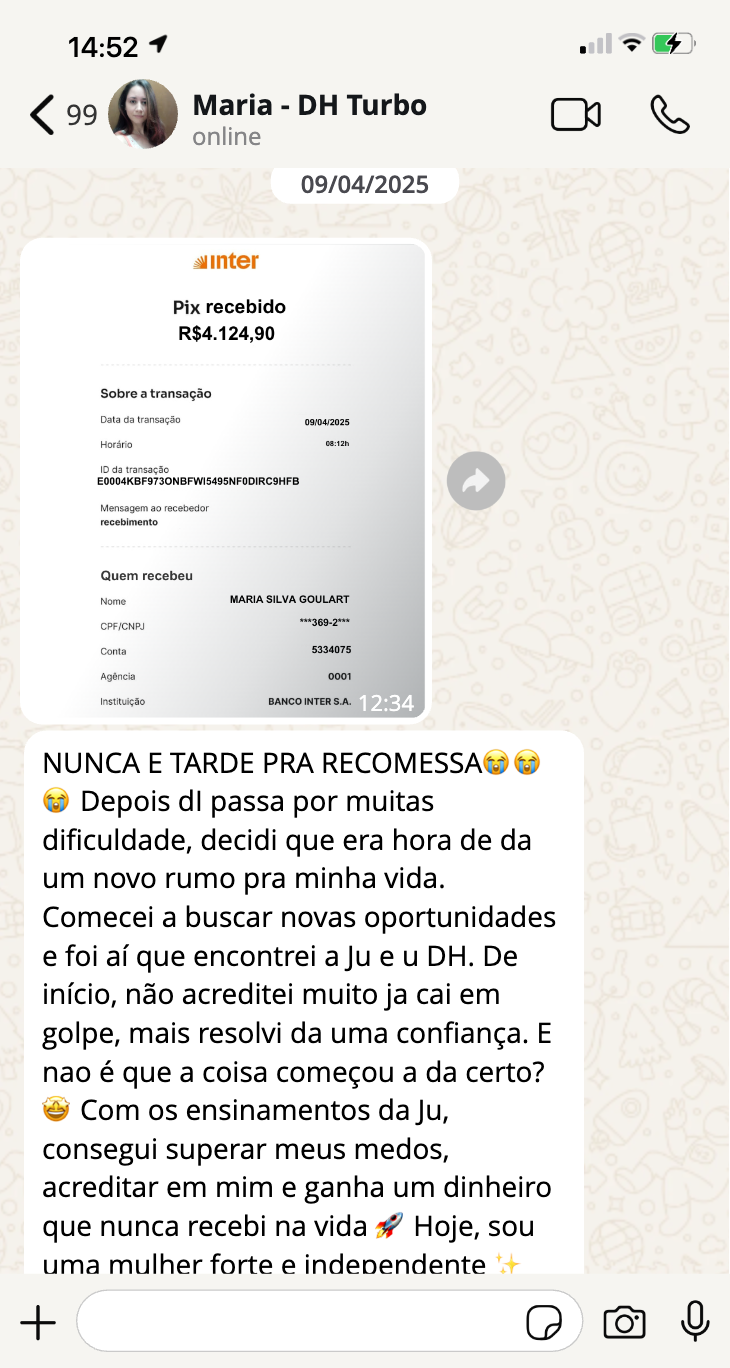 14:52
99
Maria - DH Turbo
online
09/04/2025
inter
Pix recebido
R$4.124,90
Sobre a transação
Data da transação 09/04/2025
Horário 08:12h
ID da transação
E0004KBF973ONBFWI5495NF0DIRC9HFB
Mensagem ao recebedor
recebimento
Quem recebeu
Nome MARIA SILVA GOULART
CPF/CNPJ ***369-2***
Conta 5334075
Agência 0001
Instituição BANCO INTER S.A.
12:34
NUNCA E TARDE PRA RECOMESSA😭😭
😭 Depois dI passa por muitas
dificuldade, decidi que era hora de da
um novo rumo pra minha vida.
Comecei a buscar novas oportunidades
e foi aí que encontrei a Ju e u DH. De
início, não acreditei muito ja cai em
golpe, mais resolvi da uma confiança. E
nao é que a coisa começou a da certo?
🤩 Com os ensinamentos da Ju,
consegui superar meus medos,
acreditar em mim e ganha um dinheiro
que nunca recebi na vida 🚀 Hoje, sou
uma mulher forte e independente ✨